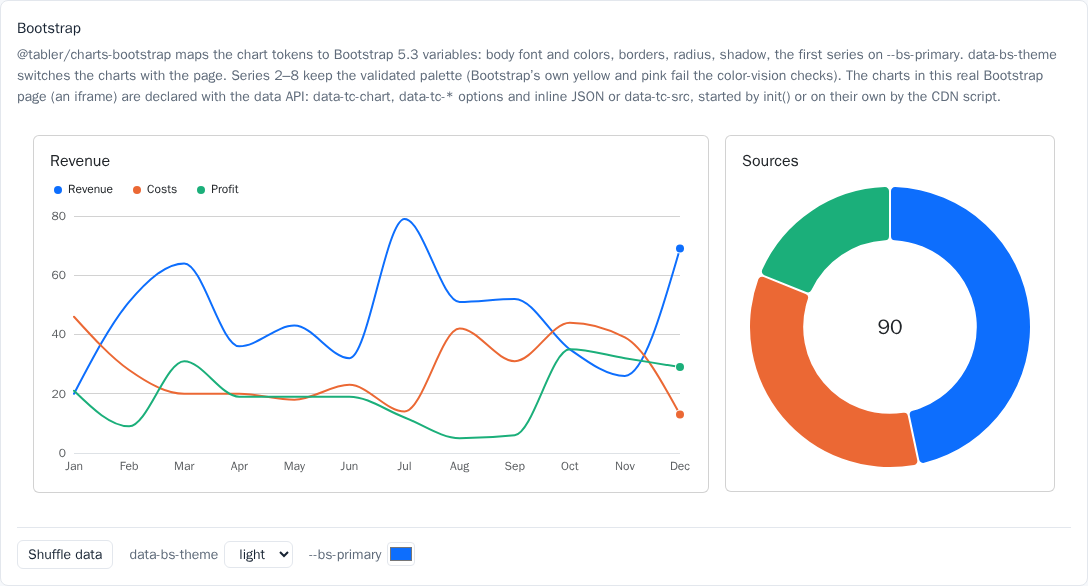 Bootstrap
@tabler/charts-bootstrap maps the chart tokens to Bootstrap 5.3 variables: body font and colors, borders, radius, shadow, the first series on --bs-primary. data-bs-theme
switches the charts with the page. Series 2–8 keep the validated palette (Bootstrap's own yellow and pink fail the color-vision checks). The charts in this real Bootstrap
page (an iframe) are declared with the data API: data-tc-chart, data-tc-* options and inline JSON or data-tc-src, started by init() or on their own by the CDN script.
Revenue
Revenue Costs Profit
80
60
40
20
0
Jan Feb Mar Apr May Jun Jul Aug Sep Oct Nov Dec
Sources
90
Shuffle data data-bs-theme light --bs-primary